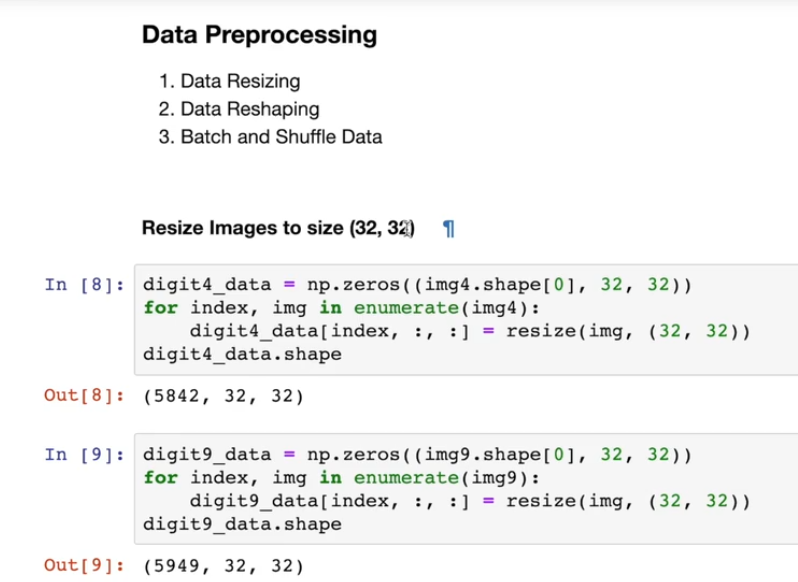 Data Preprocessing
1. Data Resizing
2. Data Reshaping
3. Batch and Shuffle Data
Resize Images to size (32, 32) ¶
In [8]: digit4_data = np.zeros((img4.shape[0], 32, 32))
for index, img in enumerate(img4):
    digit4_data[index, :, :] = resize(img, (32, 32))
digit4_data.shape
Out[8]: (5842, 32, 32)
In [9]: digit9_data = np.zeros((img9.shape[0], 32, 32))
for index, img in enumerate(img9):
    digit9_data[index, :, :] = resize(img, (32, 32))
digit9_data.shape
Out[9]: (5949, 32, 32)